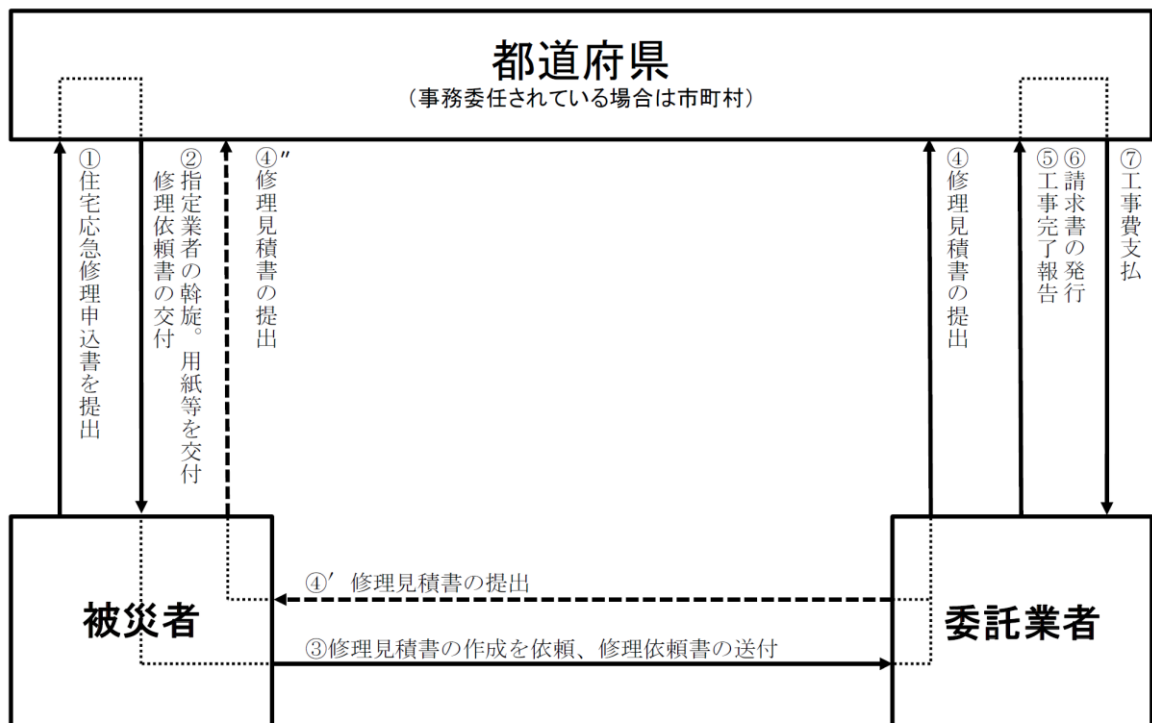 都道府県
（事務委任されている場合は市町村）
①住宅応急修理申込書を提出
②指定業者の斡旋。用紙等を交付
修理依頼書の交付
④″修理見積書の提出
④修理見積書の提出
⑥請求書の発行
⑤工事完了報告
⑦工事費支払
④′修理見積書の提出
③修理見積書の作成を依頼、修理依頼書の送付
被災者
委託業者